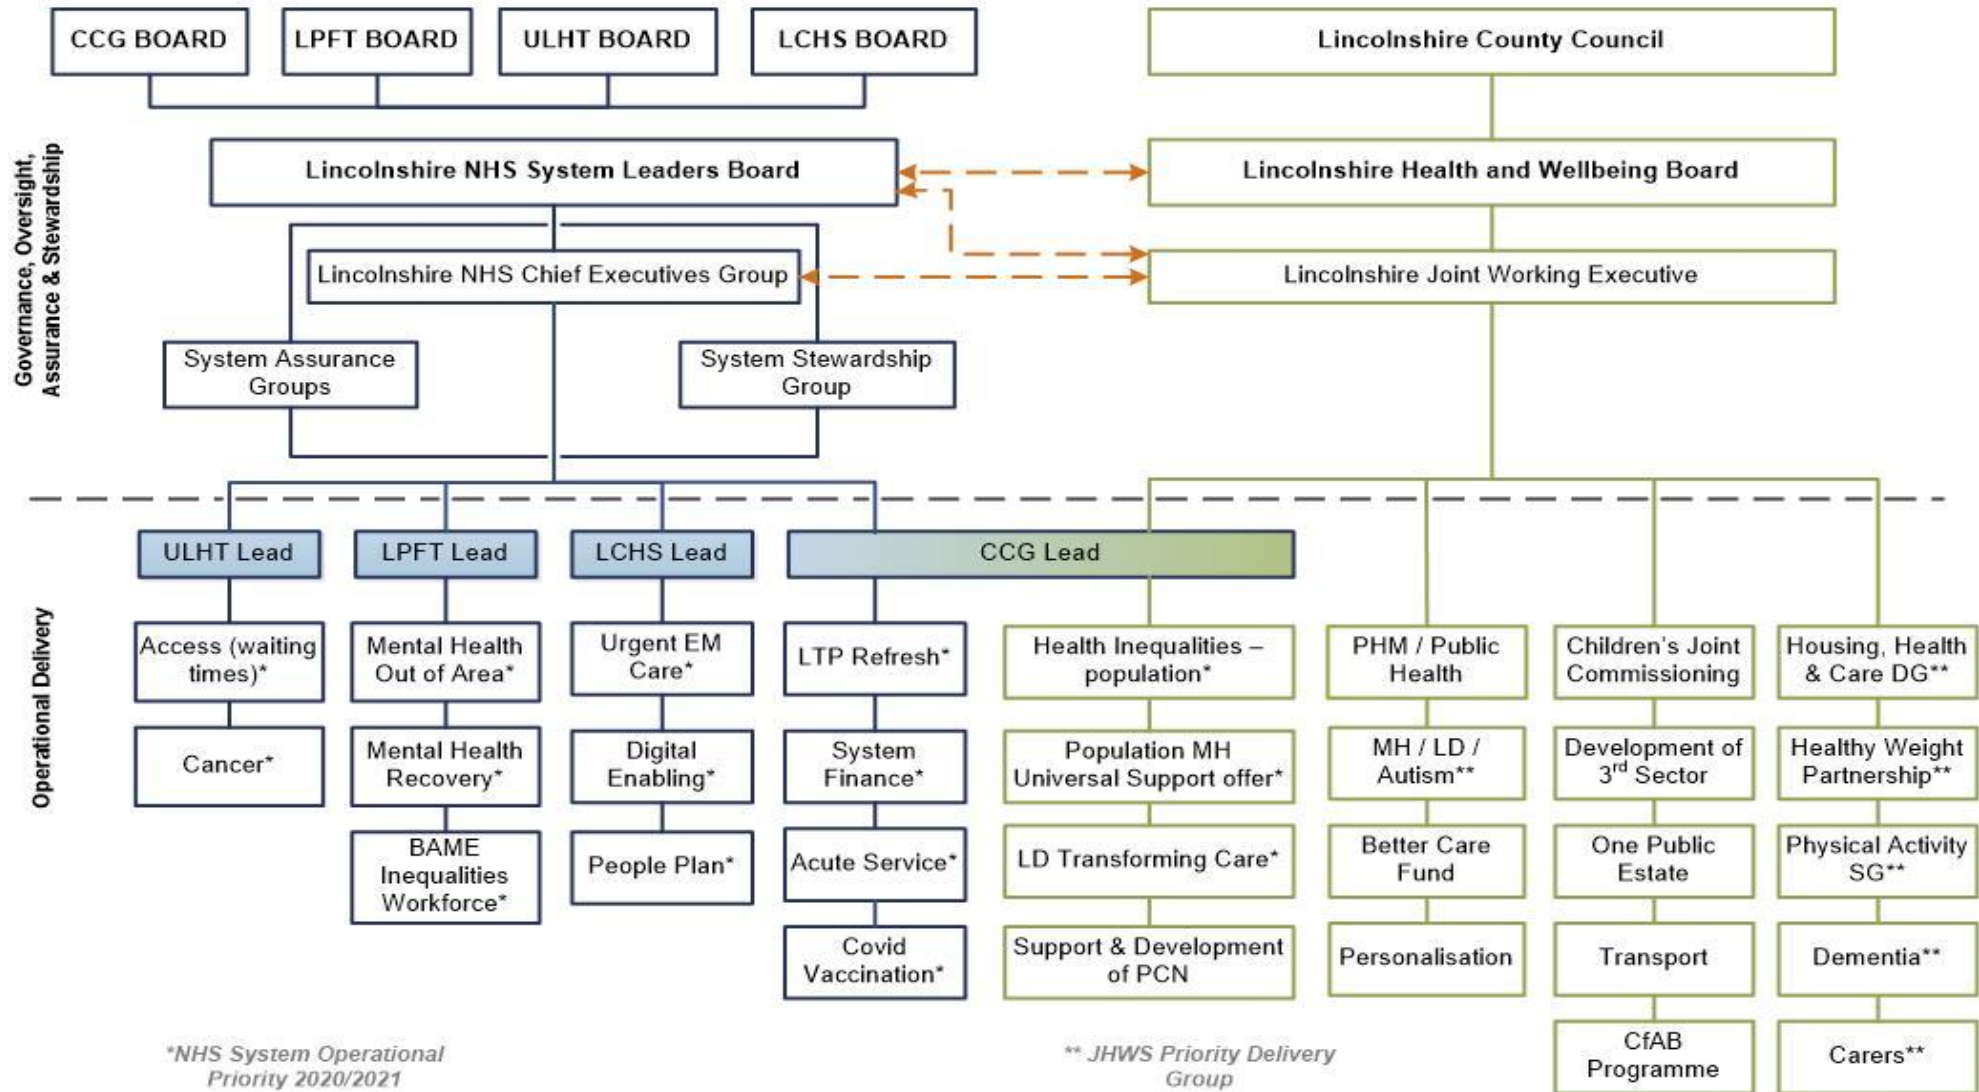 CCG BOARD
LPFT BOARD
ULHT BOARD
LCHS BOARD
Lincolnshire County Council
Governance, Oversight,
Assurance & Stewardship
Lincolnshire NHS System Leaders Board
Lincolnshire Health and Wellbeing Board
Lincolnshire NHS Chief Executives Group
Lincolnshire Joint Working Executive
System Assurance
Groups
System Stewardship
Group
Operational Delivery
ULHT Lead
LPFT Lead
LCHS Lead
CCG Lead
Access (waiting
times)*
Cancer*
Mental Health
Out of Area*
Mental Health
Recovery*
BAME
Inequalities
Workforce*
Urgent EM
Care*
Digital
Enabling*
People Plan*
LTP Refresh*
System
Finance*
Acute Service*
Covid
Vaccination*
Health Inequalities –
population*
Population MH
Universal Support offer*
LD Transforming Care*
Support & Development
of PCN
PHM / Public
Health
MH / LD /
Autism**
Better Care
Fund
Personalisation
Children's Joint
Commissioning
Development of
3rd Sector
One Public
Estate
Transport
CfAB
Programme
Housing, Health
& Care DG**
Healthy Weight
Partnership**
Physical Activity
SG**
Dementia**
Carers**
*NHS System Operational
Priority 2020/2021
** JHWS Priority Delivery
Group